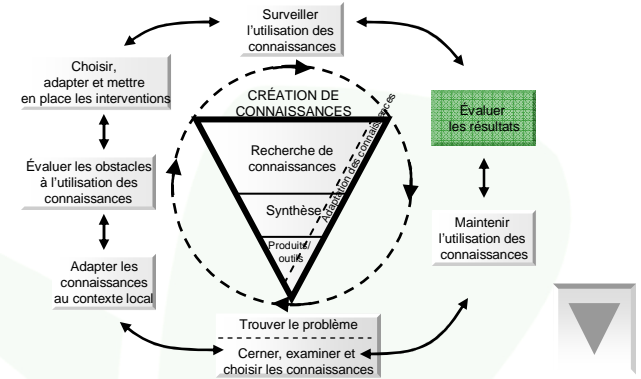 Surveiller
l'utilisation des
connaissances
Choisir,
adapter et mettre
en place les interventions
CRÉATION DE
CONNAISSANCES
Évaluer
les résultats
Recherche de
connaissances
Adaptation des connaissances
Évaluer les obstacles
à l'utilisation des
connaissances
Synthèse
Produits/
outils
Maintenir
l'utilisation des
connaissances
Adapter les
connaissances
au contexte local
Trouver le problème
Cerner, examiner et
choisir les connaissances